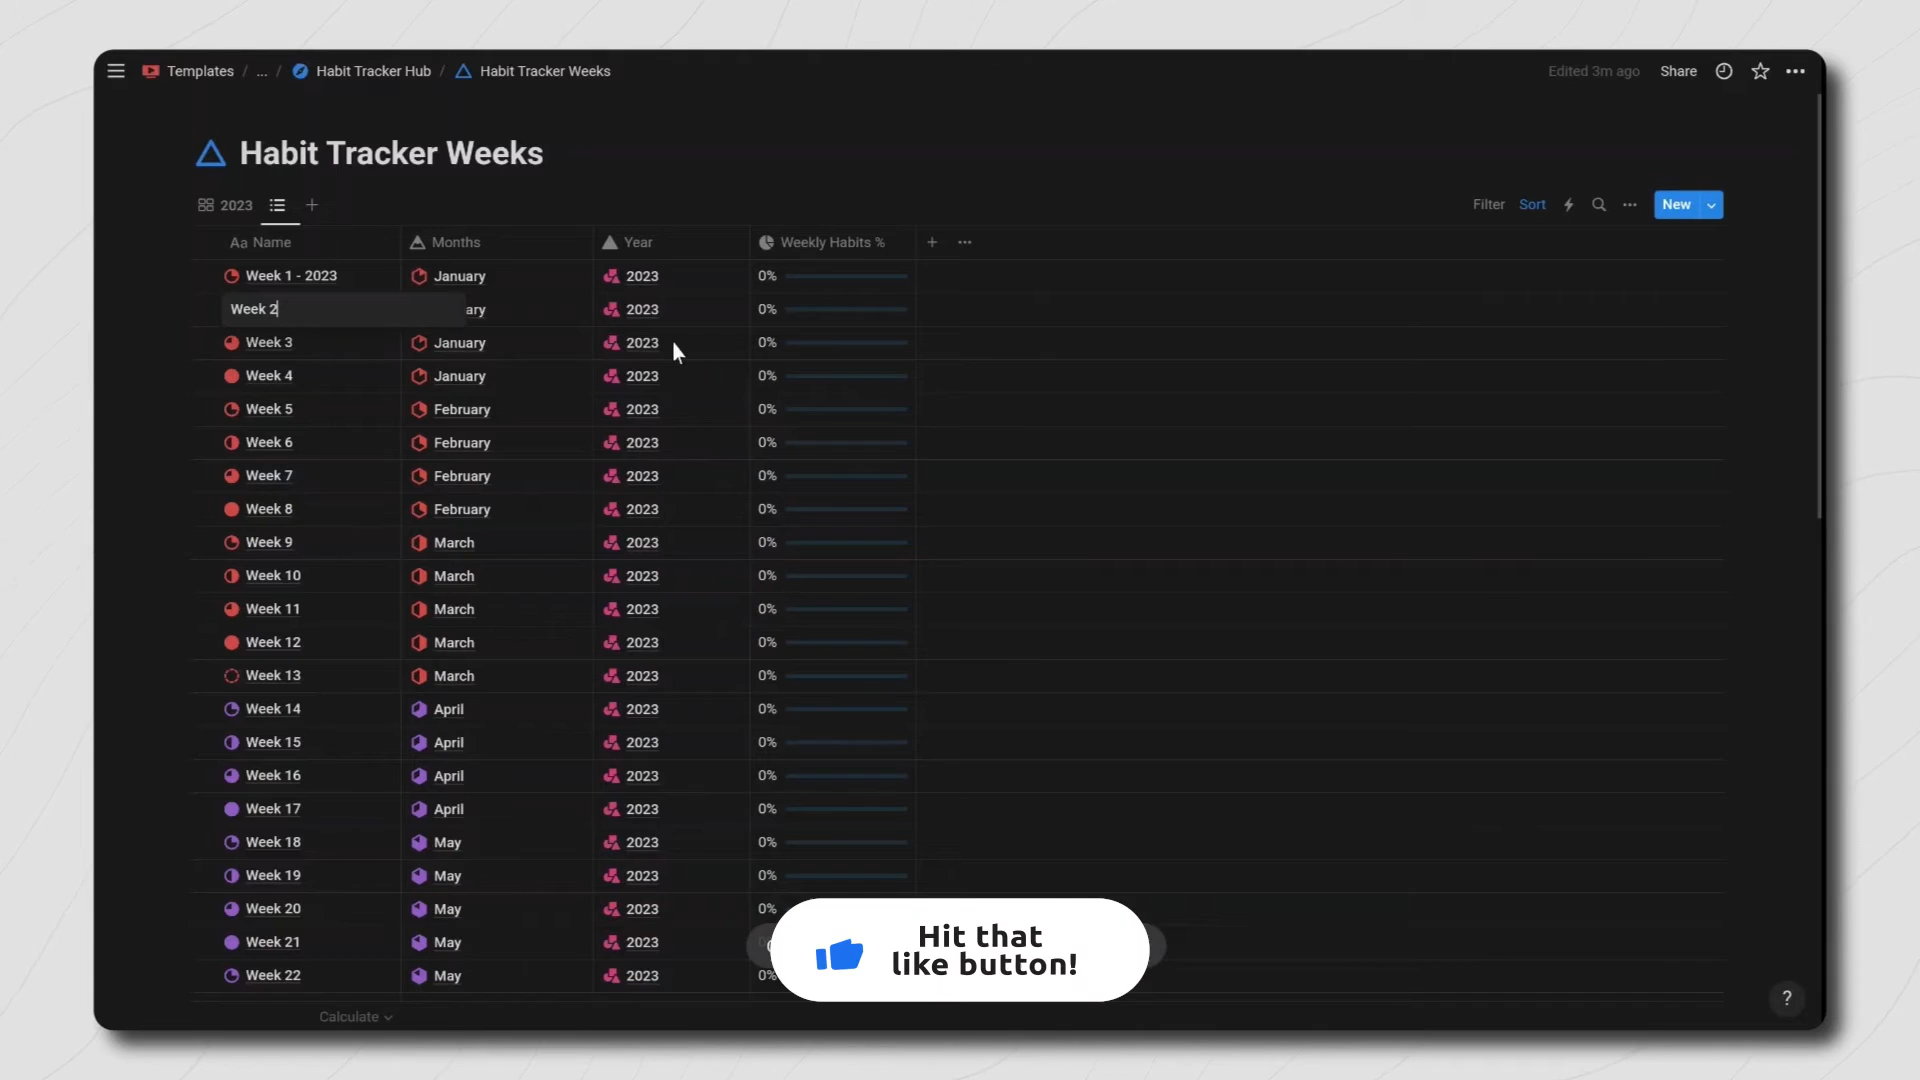 Templates / ... / Habit Tracker Hub / Habit Tracker Weeks
Edited 3m ago Share
Habit Tracker Weeks
2023
Filter Sort New
Aa Name Months Year Weekly Habits %
Week 1 - 2023 January 2023 0%
Week 2 ary 2023 0%
Week 3 January 2023 0%
Week 4 January 2023 0%
Week 5 February 2023 0%
Week 6 February 2023 0%
Week 7 February 2023 0%
Week 8 February 2023 0%
Week 9 March 2023 0%
Week 10 March 2023 0%
Week 11 March 2023 0%
Week 12 March 2023 0%
Week 13 March 2023 0%
Week 14 April 2023 0%
Week 15 April 2023 0%
Week 16 April 2023 0%
Week 17 April 2023 0%
Week 18 May 2023 0%
Week 19 May 2023 0%
Week 20 May 2023 0%
Week 21 May 2023
Week 22 May 2023 0%
Hit that
like button!
Calculate
?